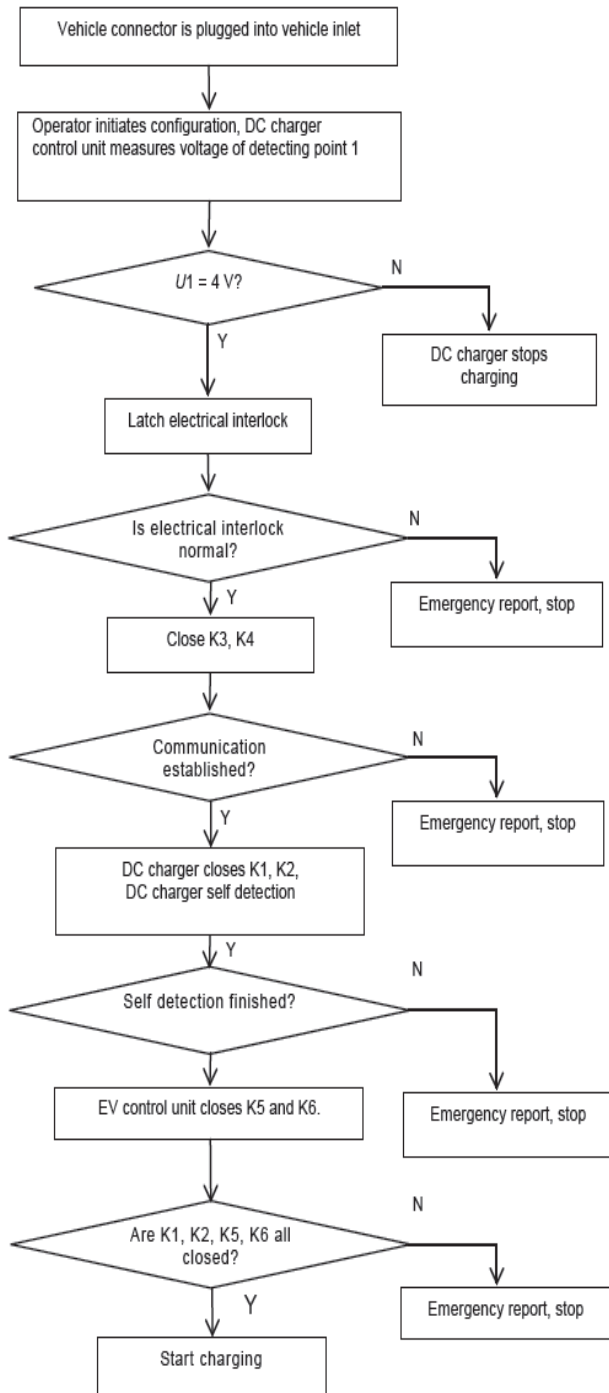 Vehicle connector is plugged into vehicle inlet
Operator initiates configuration, DC charger
control unit measures voltage of detecting point 1
U1 = 4 V?
N
Y
DC charger stops
charging
Latch electrical interlock
Is electrical interlock
normal?
N
Y
Emergency report, stop
Close K3, K4
Communication
established?
N
Y
Emergency report, stop
DC charger closes K1, K2,
DC charger self detection
Y
N
Self detection finished?
EV control unit closes K5 and K6.
Emergency report, stop
N
Are K1, K2, K5, K6 all
closed?
Y
Emergency report, stop
Start charging